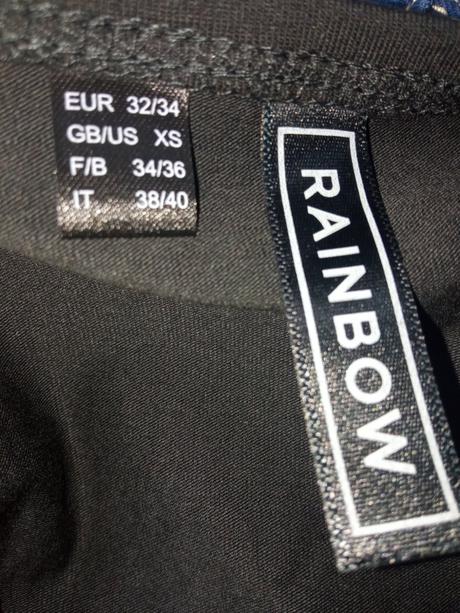 EUR 32/34
GB/US XS
F/B 34/36
IT 38/40
RAINBOW